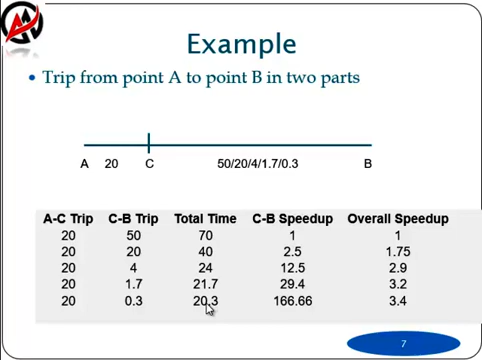 Example
Trip from point A to point B in two parts
A 20 C 50/20/4/1.7/0.3 B
A-C Trip C-B Trip Total Time C-B Speedup Overall Speedup
20 50 70 1 1
20 20 40 2.5 1.75
20 4 24 12.5 2.9
20 1.7 21.7 29.4 3.2
20 0.3 20.3 166.66 3.4
7